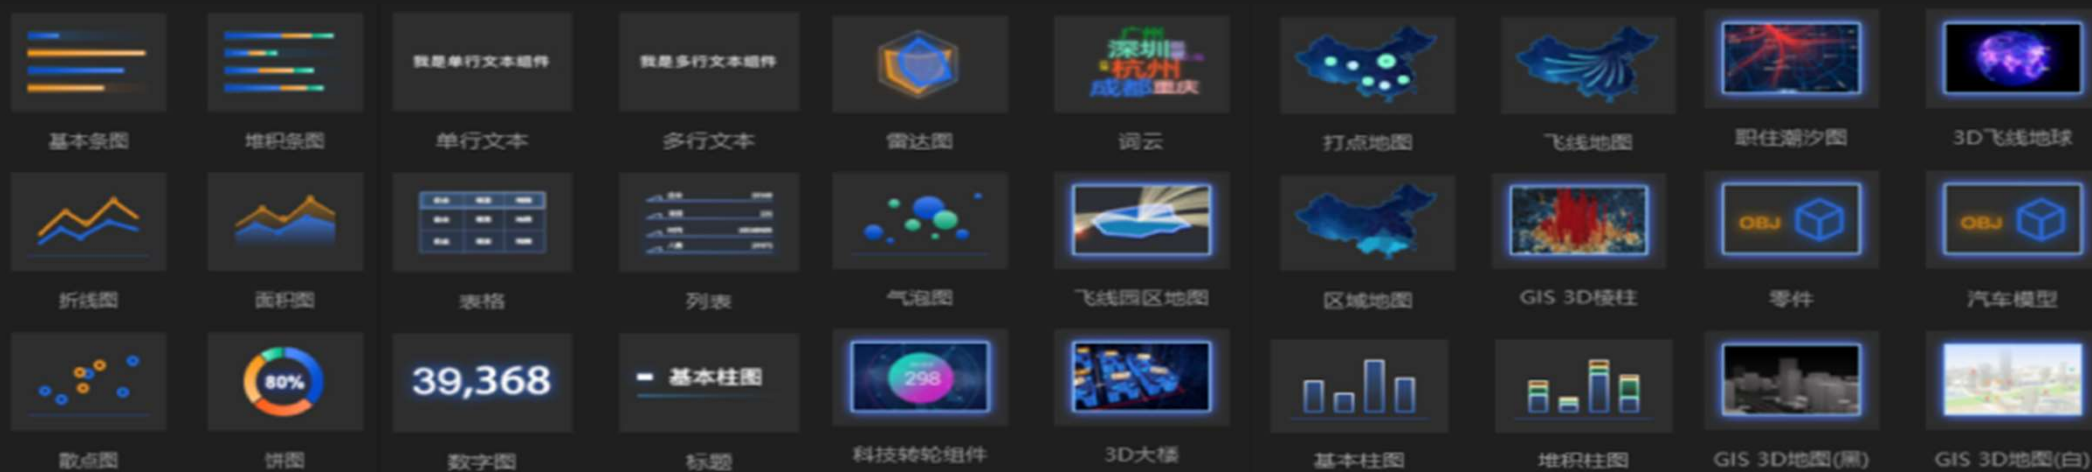 我是单行文本组件
我是多行文本组件
广州
深圳
杭州
成都重庆
基本条图
堆积条图
单行文本
多行文本
雷达图
词云
打点地图
飞线地图
职住潮汐图
3D飞线地球
OBJ
OBJ
折线图
面积图
表格
列表
气泡图
飞线园区地图
区域地图
GIS 3D棱柱
零件
汽车模型
80%
39,368
基本柱图
298
散点图
饼图
数字图
标题
科技转轮组件
3D大楼
基本柱图
堆积柱图
GIS 3D地图(黑)
GIS 3D地图(白)